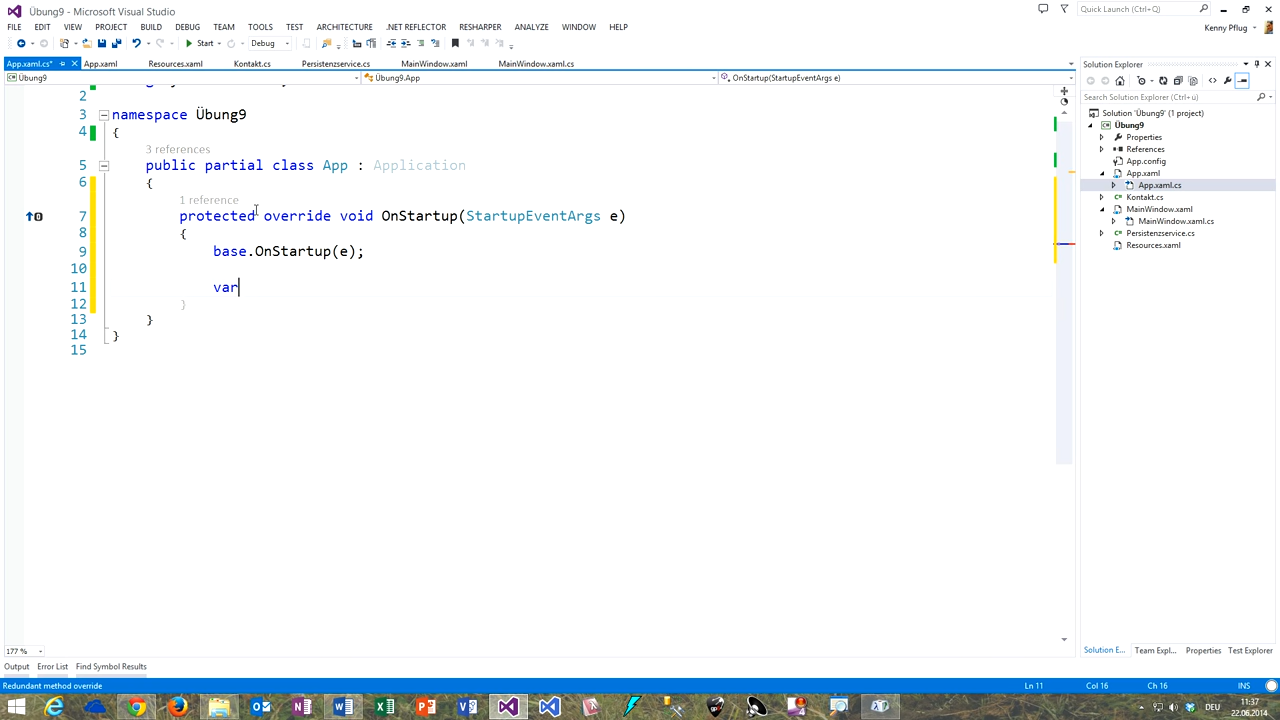 Übung9 - Microsoft Visual Studio
Quick Launch (Ctrl+Q)
FILE EDIT VIEW PROJECT BUILD DEBUG TEAM TOOLS TEST ARCHITECTURE .NET REFLECTOR RESHARPER ANALYZE WINDOW HELP
Kenny Pflug
Start Debug
App.xaml.cs* App.xaml Resources.xaml Kontakt.cs Persistenzservice.cs MainWindow.xaml MainWindow.xaml.cs
Übung9 Übung9.App OnStartup(StartupEventArgs e)
2
3 namespace Übung9
4 {
3 references
5 public partial class App : Application
6 {
1 reference
7 protected override void OnStartup(StartupEventArgs e)
8 {
9 base.OnStartup(e);
10
11 var
12 }
13 }
14 }
15
177 %
Solution Explorer
Search Solution Explorer (Ctrl+ü)
Solution 'Übung9' (1 project)
Übung9
Properties
References
App.config
App.xaml
App.xaml.cs
Kontakt.cs
MainWindow.xaml
MainWindow.xaml.cs
Persistenzservice.cs
Resources.xaml
Solution E... Team Expl... Properties Test Explorer
Output Error List Find Symbol Results
Redundant method override Ln 11 Col 16 Ch 16 INS
DEU
11:37
22.06.2014